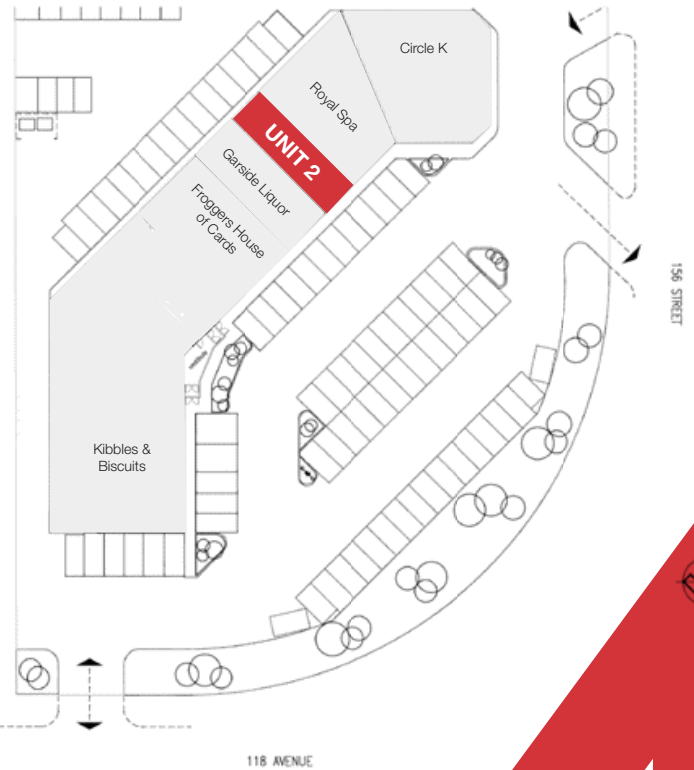 Circle K
Royal Spa
UNIT 2
Garside Liquor
Froggers House
of Cards
156 STREET
Kibbles &
Biscuits
118 AVENUE